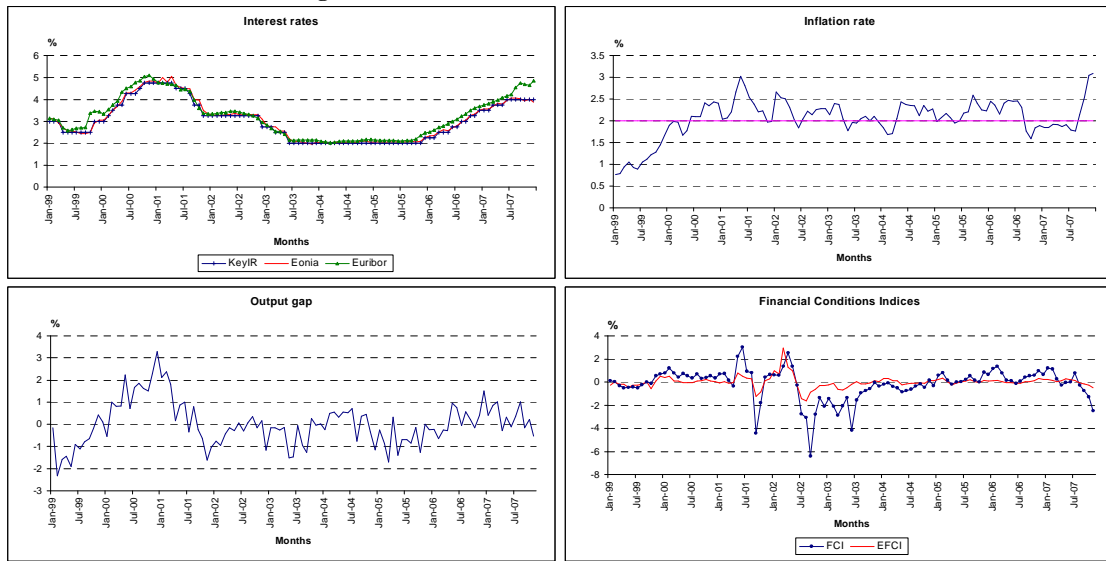 Interest rates
%
6
5
4
3
2
1
0
Jan-99
Jul-99
Jan-00
Jul-00
Jan-01
Jul-01
Jan-02
Jul-02
Jan-03
Jul-03
Jan-04
Jul-04
Jan-05
Jul-05
Jan-06
Jul-06
Jan-07
Jul-07
Months
KeyIR Eonia Euribor
Inflation rate
%
3.5
3
2.5
2
1.5
1
0.5
0
Jan-99
Jul-99
Jan-00
Jul-00
Jan-01
Jul-01
Jan-02
Jul-02
Jan-03
Jul-03
Jan-04
Jul-04
Jan-05
Jul-05
Jan-06
Jul-06
Jan-07
Jul-07
Months
Output gap
%
4
3
2
1
0
-1
-2
-3
Jan-99
Jul-99
Jan-00
Jul-00
Jan-01
Jul-01
Jan-02
Jul-02
Jan-03
Jul-03
Jan-04
Jul-04
Jan-05
Jul-05
Jan-06
Jul-06
Jan-07
Jul-07
Months
Financial Conditions Indices
%
4
2
0
-2
-4
-6
-8
Jan-99
Jul-99
Jan-00
Jul-00
Jan-01
Jul-01
Jan-02
Jul-02
Jan-03
Jul-03
Jan-04
Jul-04
Jan-05
Jul-05
Jan-06
Jul-06
Jan-07
Jul-07
Months
FCI EFCI